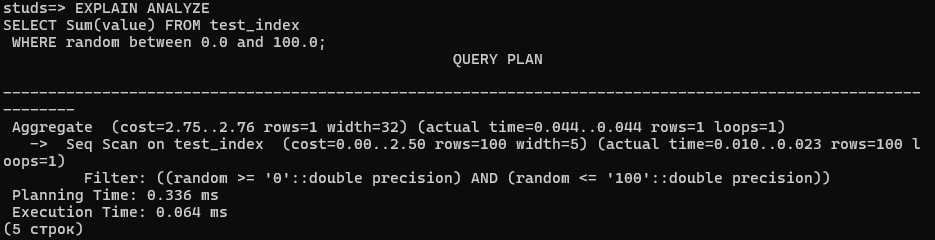 studs=> EXPLAIN ANALYZE
SELECT Sum(value) FROM test_index
 WHERE random between 0.0 and 100.0;
                                                    QUERY PLAN
--------------------------------------------------------------------------------------------------------
--------
 Aggregate  (cost=2.75..2.76 rows=1 width=32) (actual time=0.044..0.044 rows=1 loops=1)
   ->  Seq Scan on test_index  (cost=0.00..2.50 rows=100 width=5) (actual time=0.010..0.023 rows=100 l
oops=1)
         Filter: ((random >= '0'::double precision) AND (random <= '100'::double precision))
 Planning Time: 0.336 ms
 Execution Time: 0.064 ms
(5 строк)